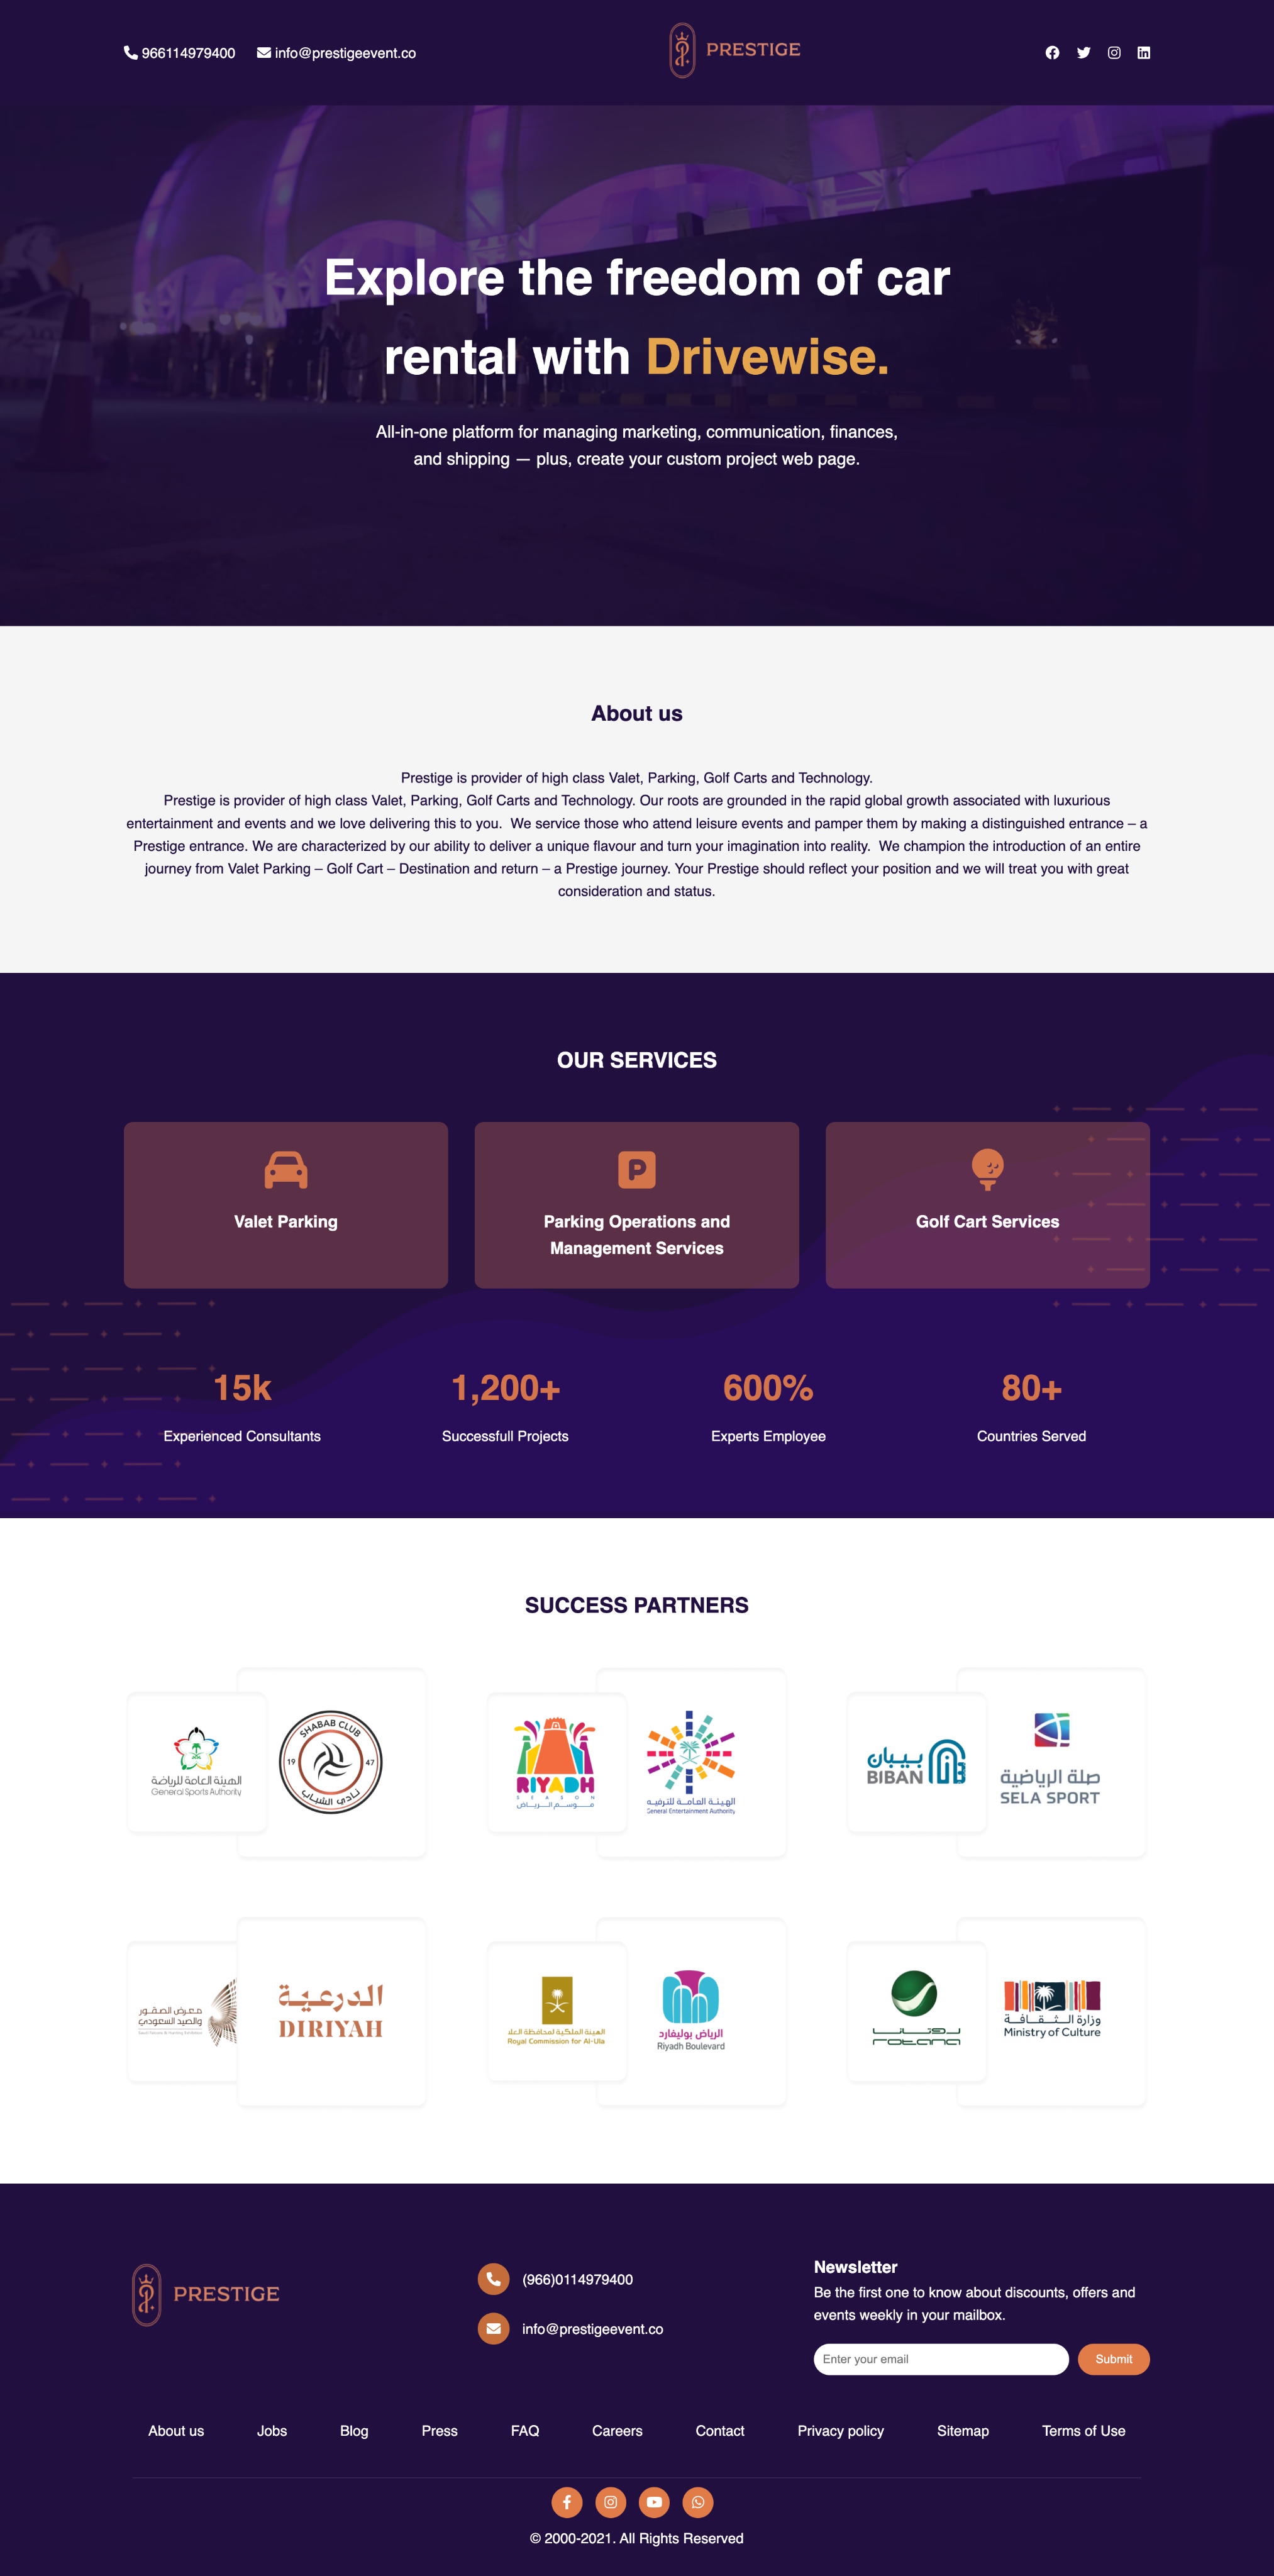 966114979400
info@prestigeevent.co
PRESTIGE
Explore the freedom of car
rental with Drivewise.
All-in-one platform for managing marketing, communication, finances,
and shipping — plus, create your custom project web page.
About us
Prestige is provider of high class Valet, Parking, Golf Carts and Technology.
Prestige is provider of high class Valet, Parking, Golf Carts and Technology. Our roots are grounded in the rapid global growth associated with luxurious
entertainment and events and we love delivering this to you. We service those who attend leisure events and pamper them by making a distinguished entrance – a
Prestige entrance. We are characterized by our ability to deliver a unique flavour and turn your imagination into reality. We champion the introduction of an entire
journey from Valet Parking – Golf Cart – Destination and return – a Prestige journey. Your Prestige should reflect your position and we will treat you with great
consideration and status.
OUR SERVICES
P
Valet Parking
Parking Operations and
Management Services
Golf Cart Services
15k
1,200+
600%
80+
Experienced Consultants
Successfull Projects
Experts Employee
Countries Served
SUCCESS PARTNERS
الهيئة العامة للرياضة
General Sports Authority
SHABAB CLUB
19 47
نادي الشباب
RIYADH
SEASON
موسم الرياض
الهيئة العامة للترفيه
General Entertainment Authority
بيبان
BIBAN
صلة الرياضية
SELA SPORT
معرض الصقور
والصيد السعودي
الدرعية
DIRIYAH
الهيئة الملكية لمحافظة العلا
Royal Commission for Al-Ula
الرياض بوليفارد
Riyadh Boulevard
روتانا
rotana
وزارة الثقافة
Ministry of Culture
PRESTIGE
(966)0114979400
info@prestigeevent.co
Newsletter
Be the first one to know about discounts, offers and
events weekly in your mailbox.
Enter your email
Submit
About us
Jobs
Blog
Press
FAQ
Careers
Contact
Privacy policy
Sitemap
Terms of Use
© 2000-2021. All Rights Reserved